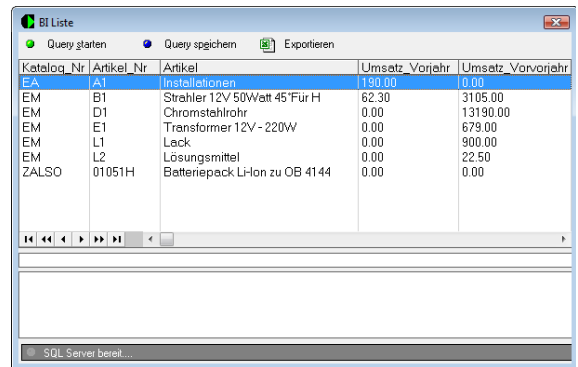 BI Liste
Query starten Query speichern Exportieren
Katalog_Nr Artikel_Nr Artikel Umsatz_Vorjahr Umsatz_Vorvorjahr
EA A1 Installationen 190.00 0.00
EM B1 Strahler 12V 50Watt 45°Für H 62.30 3105.00
EM D1 Chromstahlrohr 0.00 13190.00
EM E1 Transformer 12V - 220W 0.00 679.00
EM L1 Lack 0.00 900.00
EM L2 Lösungsmittel 0.00 22.50
ZALSO 01051H Batteriepack Li-Ion zu OB 4144 0.00 0.00
SQL Server bereit....